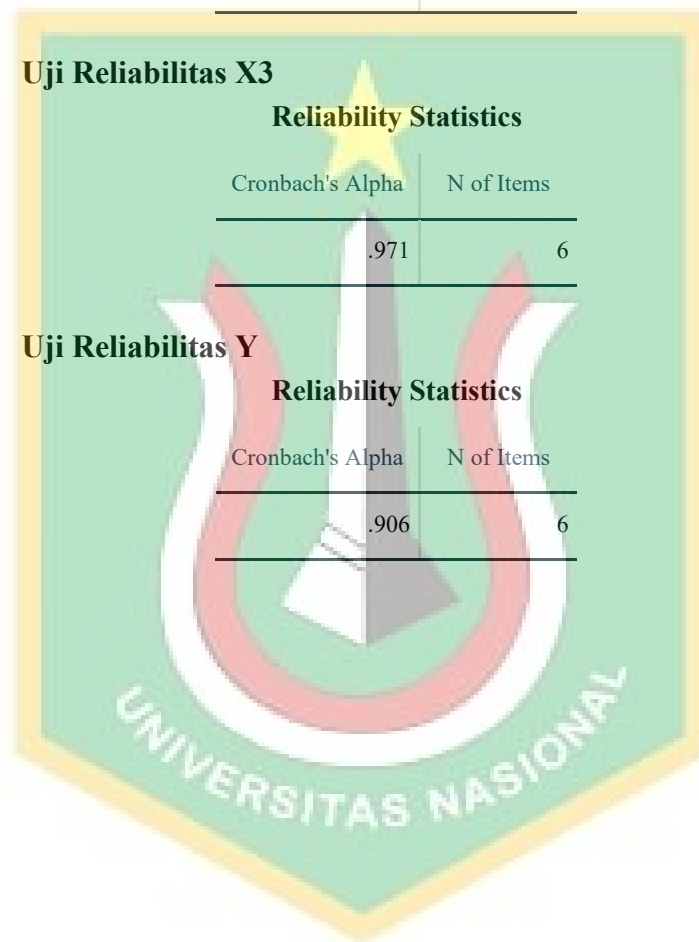 Uji Reliabilitas X3
Reliability Statistics
Cronbach's Alpha N of Items
.971 6
Uji Reliabilitas Y
Reliability Statistics
Cronbach's Alpha N of Items
.906 6
UNIVERSITAS NASIONAL